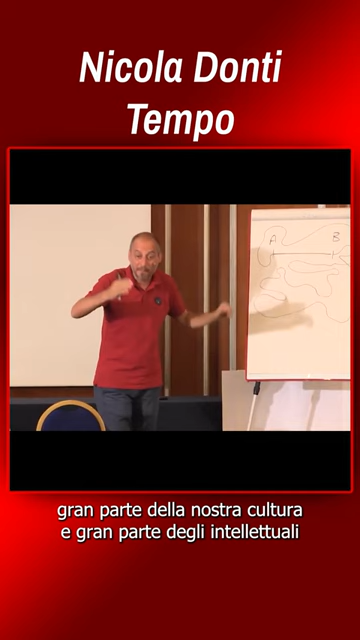 Nicola Donti
Tempo
A B
gran parte della nostra cultura
e gran parte degli intellettuali